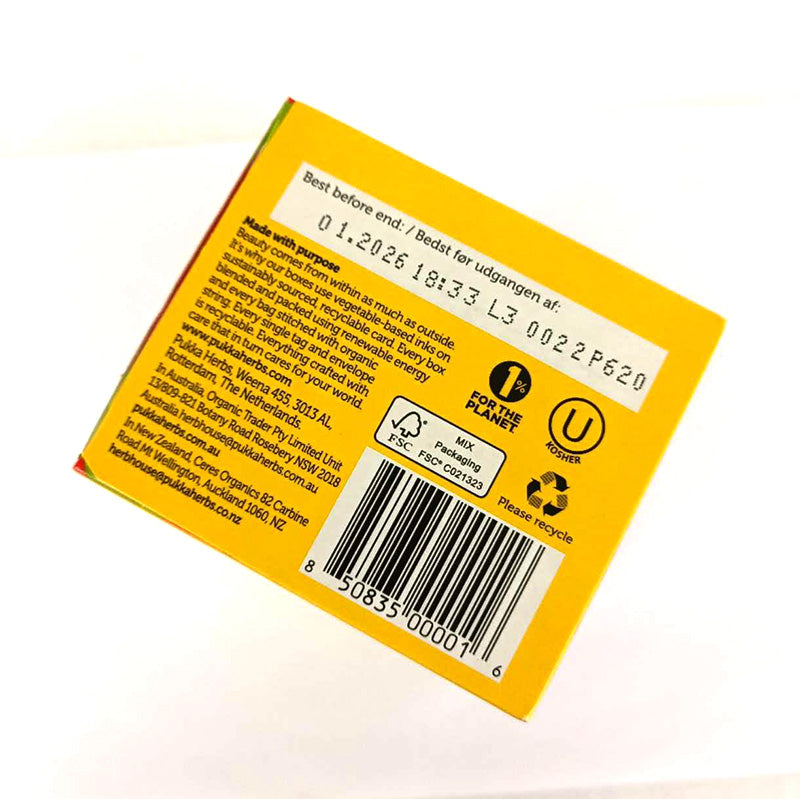 Best before end: / Bedst før udgangen af:
01.2026 18:33 L3 0022P620
Made with purpose
Beauty comes from within as much as outside.
It's why our boxes use vegetable-based inks on
sustainably sourced, recyclable card. Every box
blended and packed using renewable energy
and every bag stitched with organic
string. Every single tag and envelope
is recyclable. Everything crafted with
care that in turn cares for your world.
www.pukkaherbs.com
Pukka Herbs, Weena 455, 3013 AL,
Rotterdam, The Netherlands.
In Australia, Organic Trader Pty Limited Unit
13/809-821 Botany Road Rosebery NSW 2018
Australia herbhouse@pukkaherbs.com.au
pukkaherbs.com.au
In New Zealand, Ceres Organics 82 Carbine
Road Mt Wellington, Auckland 1060, NZ
herbhouse@pukkaherbs.co.nz
1%
FOR THE
PLANET.
U
KOSHER
FSC
MIX
Packaging
FSC® C021323
Please recycle
8 50835 00001 6